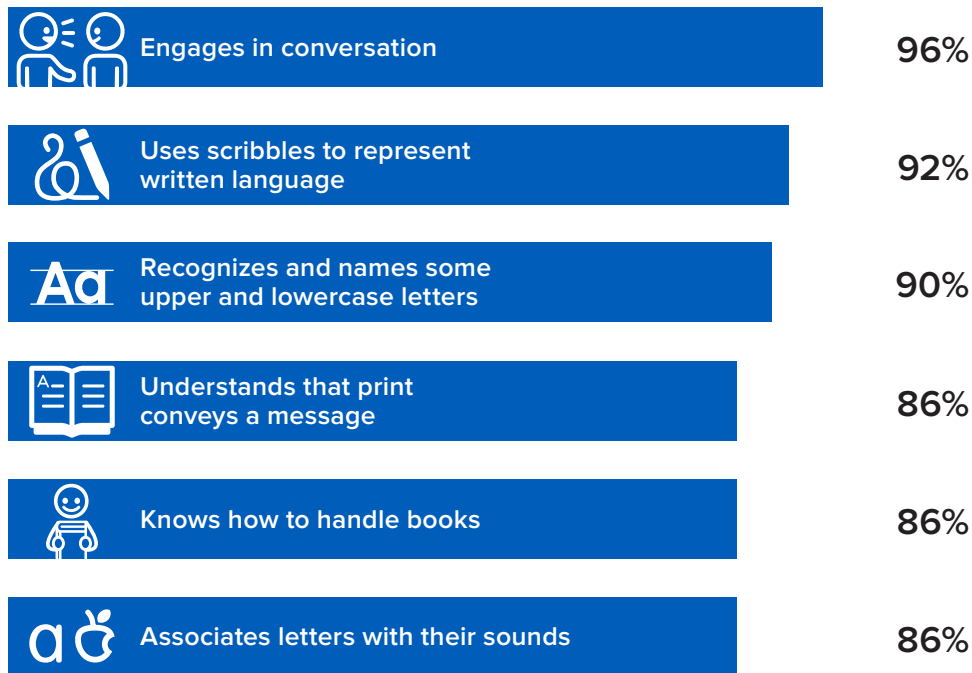 Engages in conversation
96%
Uses scribbles to represent
written language
92%
Aa
Recognizes and names some
upper and lowercase letters
90%
A
Understands that print
conveys a message
86%
Knows how to handle books
86%
a
Associates letters with their sounds
86%